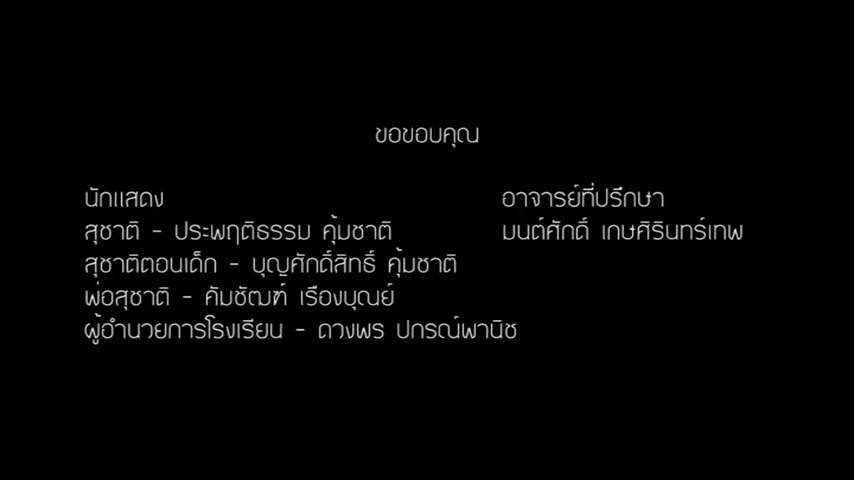 ขอขอบคุณ
นักแสดง
สุชาติ - ประพฤติธรรม คุ้มชาติ
สุชาติตอนเด็ก - บุญศักดิ์สิทธิ์ คุ้มชาติ
พ่อสุชาติ - คัมชัฒฑ์ เรืองบุณย์
ผู้อำนวยการโรงเรียน - ดวงพร ปกรณ์พานิช
อาจารย์ที่ปรึกษา
มนต์ศักดิ์ เกษศิรินทร์เทพ